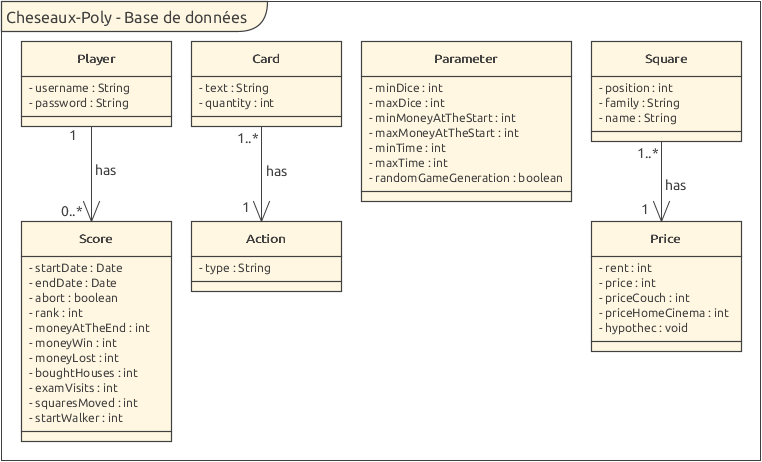 Cheseaux-Poly - Base de données
Player
- username : String
- password : String
Card
- text : String
- quantity : int
Parameter
- minDice : int
- maxDice : int
- minMoneyAtTheStart : int
- maxMoneyAtTheStart : int
- minTime : int
- maxTime : int
- randomGameGeneration : boolean
Square
- position : int
- family : String
- name : String
1
has
0..*
1..*
has
1
1..*
has
1
Score
- startDate : Date
- endDate : Date
- abort : boolean
- rank : int
- moneyAtTheEnd : int
- moneyWin : int
- moneyLost : int
- boughtHouses : int
- examVisits : int
- squaresMoved : int
- startWalker : int
Action
- type : String
Price
- rent : int
- price : int
- priceCouch : int
- priceHomeCinema : int
- hypothec : void